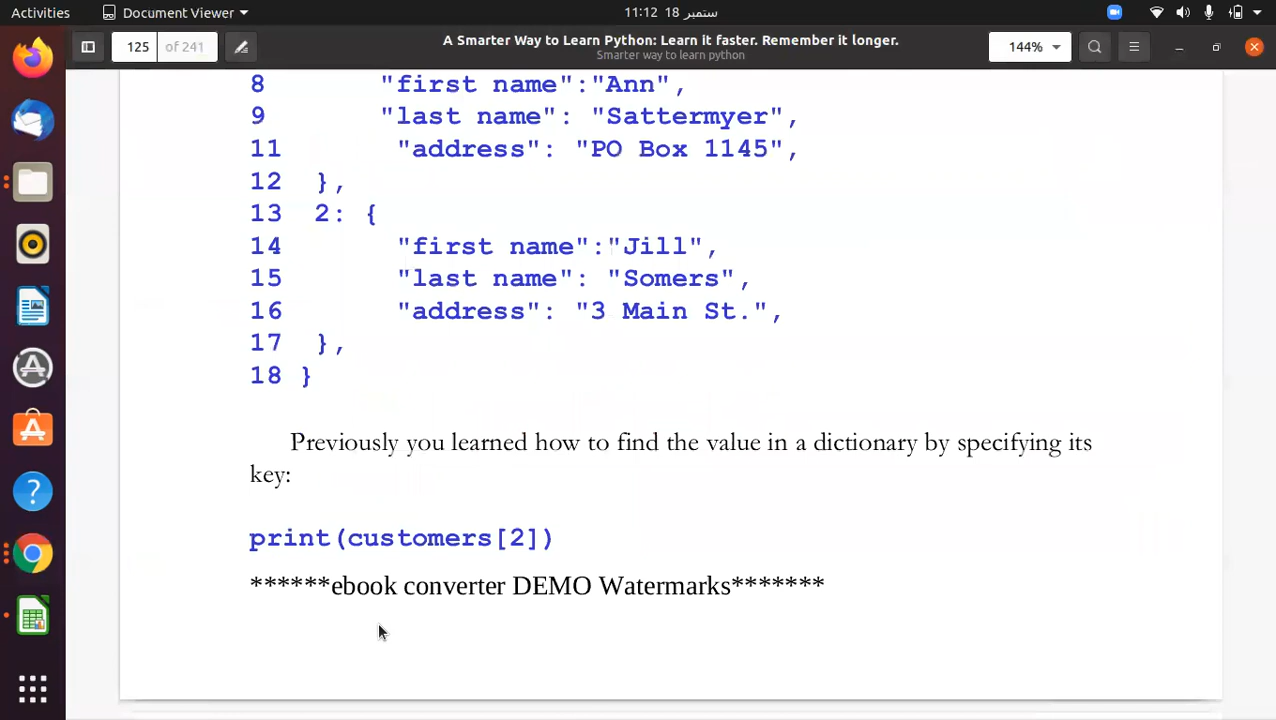 Activities
Document Viewer
11:12 ستمبر 18
125
of 241
A Smarter Way to Learn Python: Learn it faster. Remember it longer.
Smarter way to learn python
144%
8 "first name":"Ann",
9 "last name": "Sattermyer",
11 "address": "PO Box 1145",
12 },
13 2: {
14 "first name":"Jill",
15 "last name": "Somers",
16 "address": "3 Main St.",
17 },
18 }
Previously you learned how to find the value in a dictionary by specifying its
key:
print(customers[2])
******ebook converter DEMO Watermarks*******